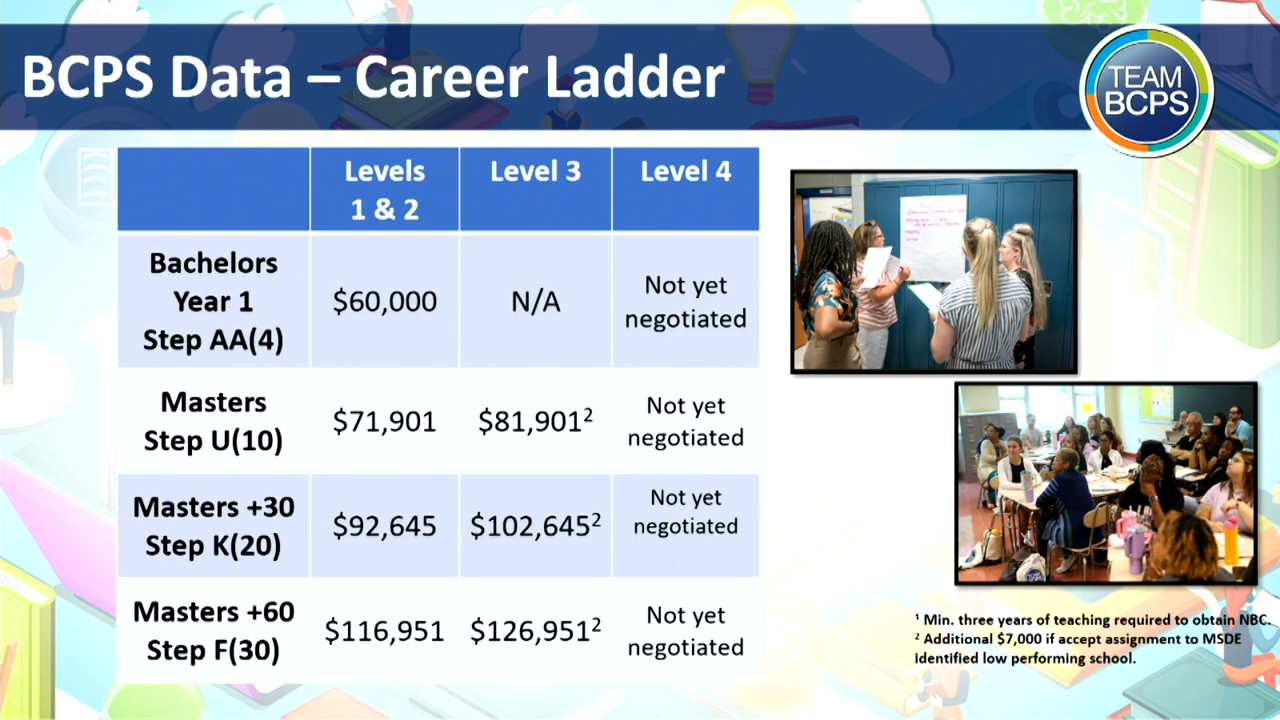 BCPS Data – Career Ladder
TEAM
BCPS
Levels
1 & 2
Level 3
Level 4
Bachelors
Year 1
Step AA(4)
$60,000
N/A
Not yet
negotiated
Masters
Step U(10)
$71,901
$81,901²
Not yet
negotiated
Masters +30
Step K(20)
$92,645
$102,645²
Not yet
negotiated
Masters +60
Step F(30)
$116,951
$126,951²
Not yet
negotiated
¹ Min. three years of teaching required to obtain NBC.
² Additional $7,000 if accept assignment to MSDE
identified low performing school.